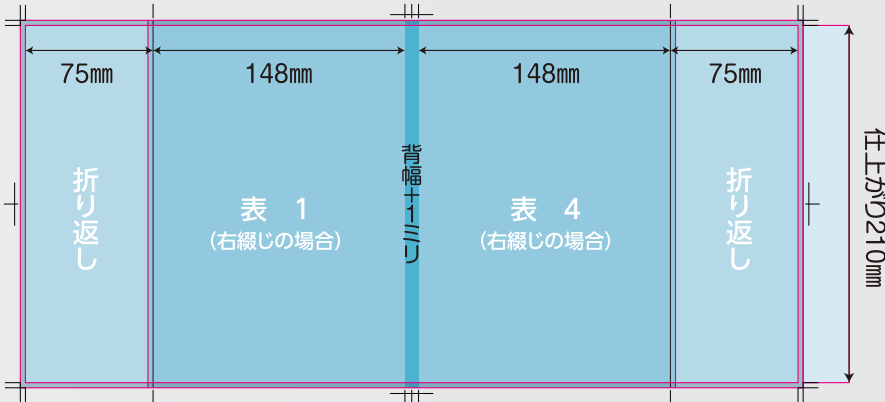 75mm
148mm
148mm
75mm
折り返し
表 1
(右綴じの場合)
背幅+1ミリ
表 4
(右綴じの場合)
折り返し
仕上がり210mm